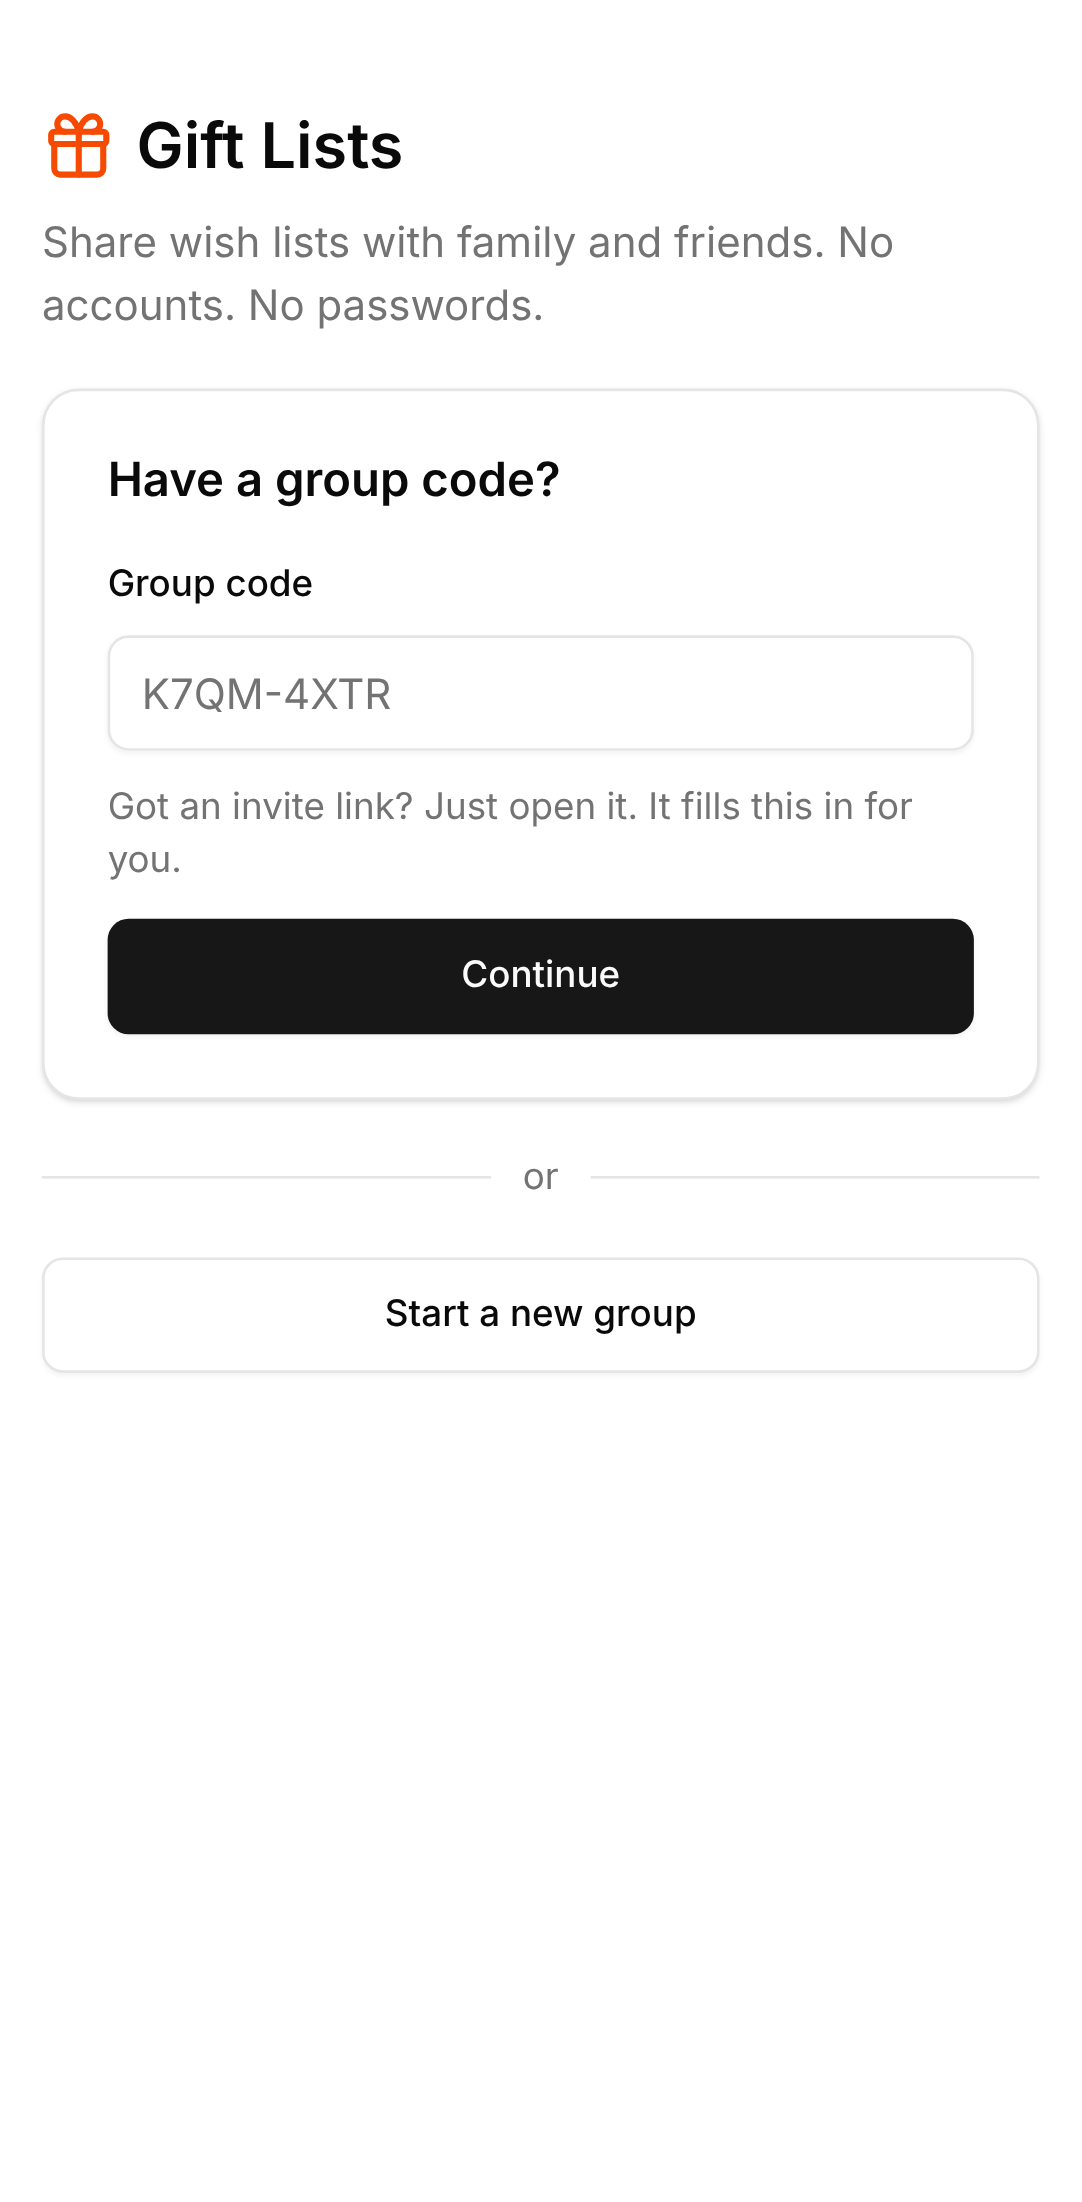 Gift Lists
Share wish lists with family and friends. No
accounts. No passwords.
Have a group code?
Group code
K7QM-4XTR
Got an invite link? Just open it. It fills this in for
you.
Continue
or
Start a new group